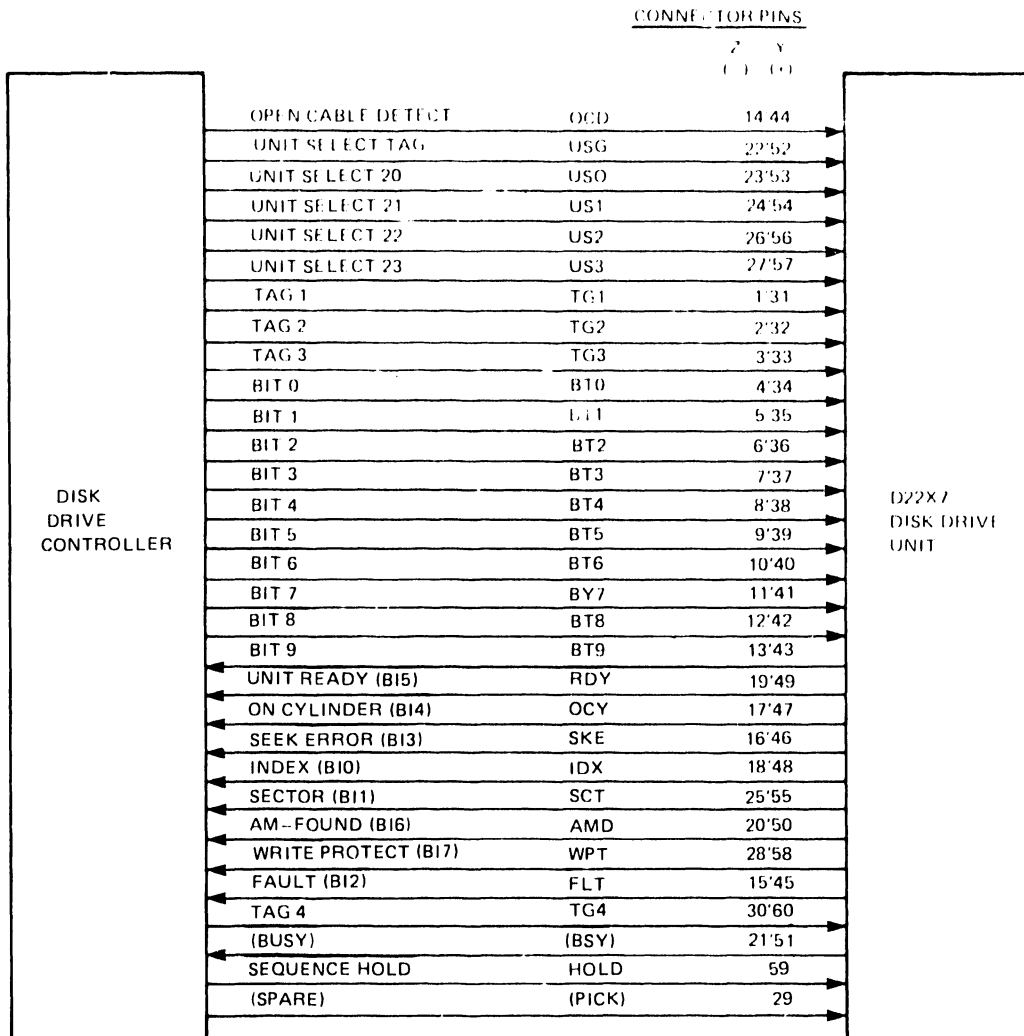 CONNECTOR PINS
Z Y
(-) (+)
OPEN CABLE DETECT OCD 14'44
UNIT SELECT TAG USG 22'52
UNIT SELECT 20 USO 23'53
UNIT SELECT 21 US1 24'54
UNIT SELECT 22 US2 26'56
UNIT SELECT 23 US3 27'57
TAG 1 TG1 1'31
TAG 2 TG2 2'32
TAG 3 TG3 3'33
BIT 0 BT0 4'34
BIT 1 BT1 5'35
BIT 2 BT2 6'36
BIT 3 BT3 7'37
BIT 4 BT4 8'38
BIT 5 BT5 9'39
BIT 6 BT6 10'40
BIT 7 BY7 11'41
BIT 8 BT8 12'42
BIT 9 BT9 13'43
UNIT READY (BI5) RDY 19'49
ON CYLINDER (BI4) OCY 17'47
SEEK ERROR (BI3) SKE 16'46
INDEX (BI0) IDX 18'48
SECTOR (BI1) SCT 25'55
AM-FOUND (BI6) AMD 20'50
WRITE PROTECT (BI7) WPT 28'58
FAULT (BI2) FLT 15'45
TAG 4 TG4 30'60
(BUSY) (BSY) 21'51
SEQUENCE HOLD HOLD 59
(SPARE) (PICK) 29
DISK
DRIVE
CONTROLLER
D22X7
DISK DRIVE
UNIT